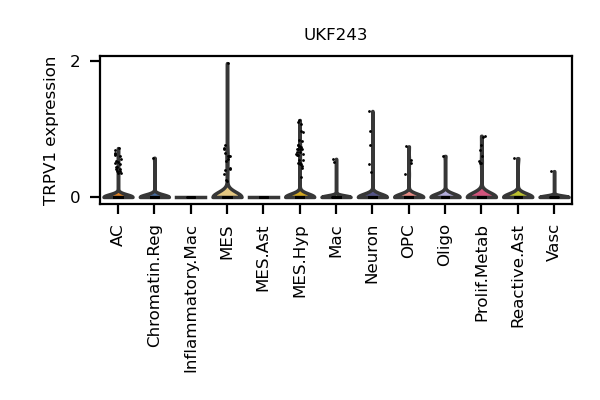 UKF243
TRPV1 expression
2
0
AC
Chromatin.Reg
Inflammatory.Mac
MES
MES.Ast
MES.Hyp
Mac
Neuron
OPC
Oligo
Prolif.Metab
Reactive.Ast
Vasc